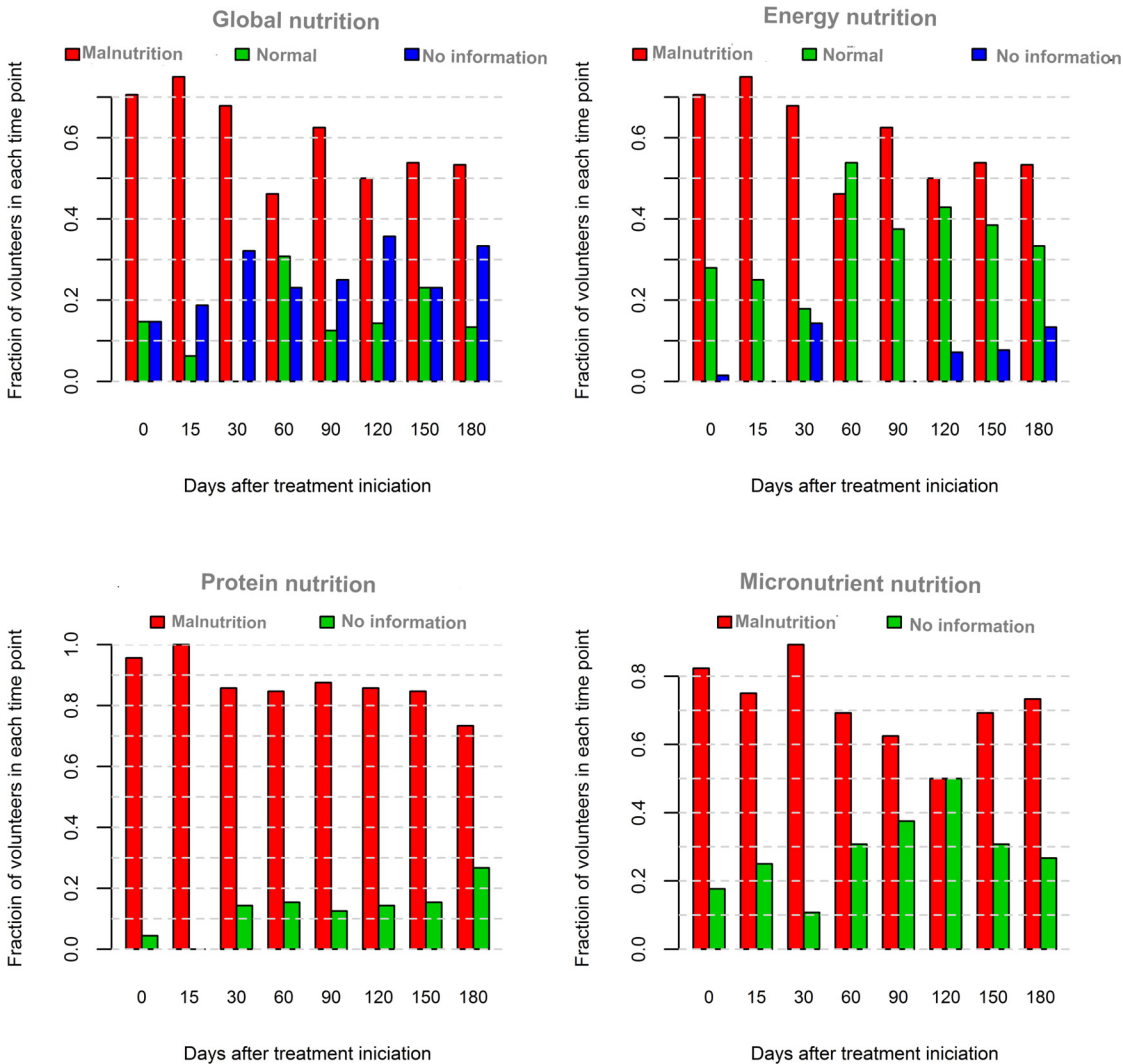 Global nutrition
Malnutrition Normal No information
Fractioin of volunteers in each time point
0.0 0.2 0.4 0.6
0 15 30 60 90 120 150 180
Days after treatment iniciation
Energy nutrition
Malnutrition Normal No information
Fractioin of volunteers in each time point
0.0 0.2 0.4 0.6
0 15 30 60 90 120 150 180
Days after treatment iniciation
Protein nutrition
Malnutrition No information
Fractioin of volunteers in each time point
0.0 0.2 0.4 0.6 0.8 1.0
0 15 30 60 90 120 150 180
Days after treatment iniciation
Micronutrient nutrition
Malnutrition No information
Fractioin of volunteers in each time point
0.0 0.2 0.4 0.6 0.8
0 15 30 60 90 120 150 180
Days after treatment iniciation